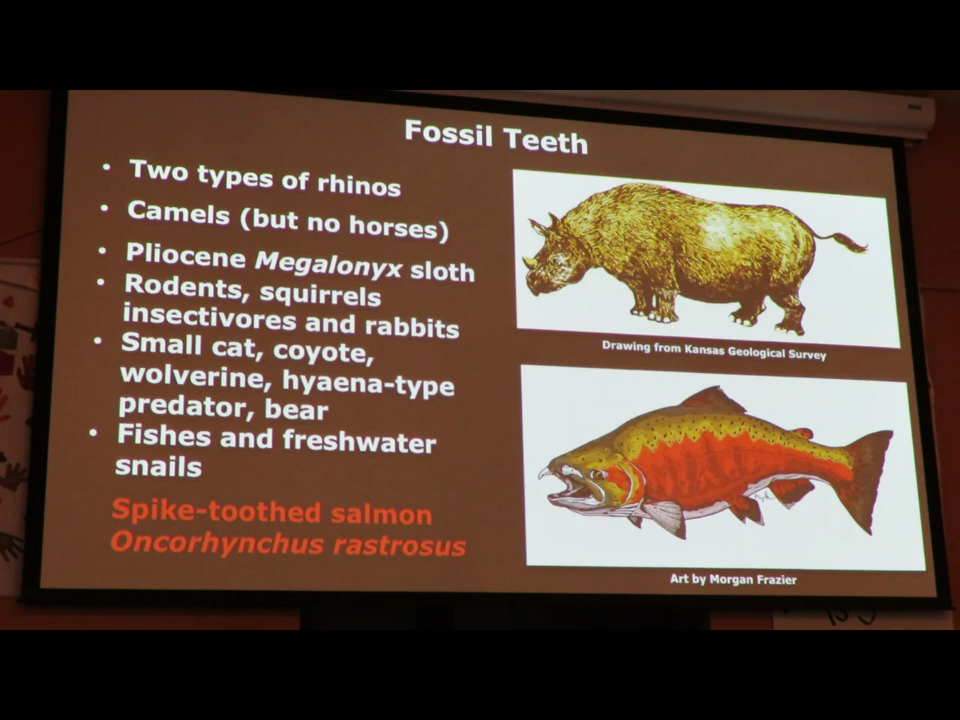 Fossil Teeth
• Two types of rhinos
• Camels (but no horses)
• Pliocene Megalonyx sloth
• Rodents, squirrels
insectivores and rabbits
• Small cat, coyote,
wolverine, hyaena-type
predator, bear
• Fishes and freshwater
snails
Spike-toothed salmon
Oncorhynchus rastrosus
Drawing from Kansas Geological Survey
Art by Morgan Frazier